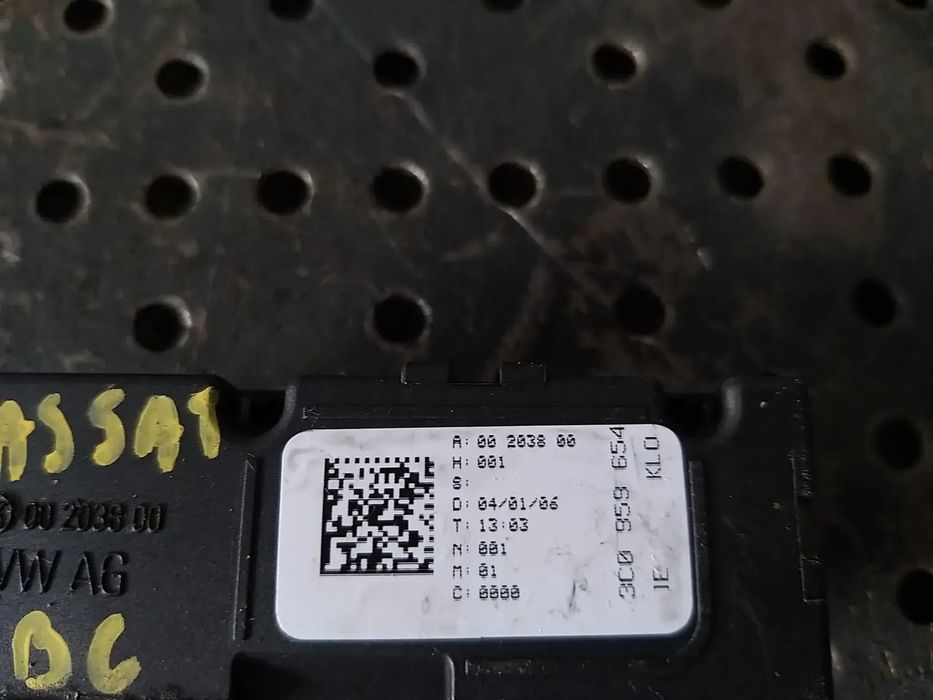 ASSAT
00 2038 00
VW AG
B6
A: 00 2038 00
H: 001
S:
D: 04/01/06
T: 13:03
N: 001
M: 01
C: 0000
3C0 959 654
IE KLO